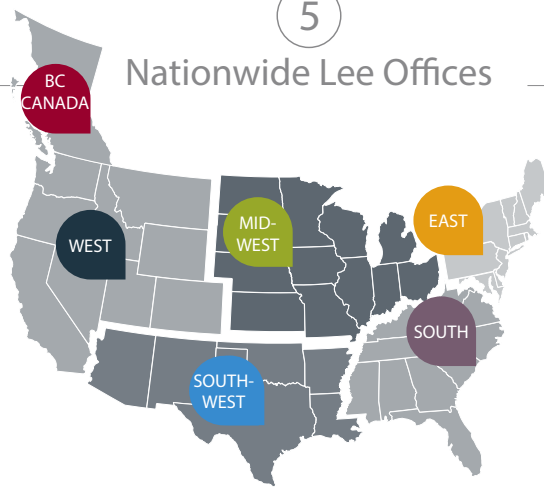 5
Nationwide Lee Offices
BC
CANADA
WEST
MID-
WEST
EAST
SOUTH
SOUTH-
WEST